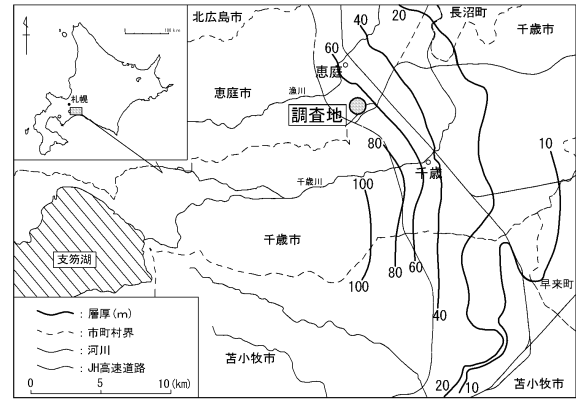 北広島市
20
長沼町
40
千歳市
100 km
60
恵庭
札幌
恵庭市
漁川
調査地
80
10
千歳
千歳川
100
支笏湖
千歳市
80
60
早来町
100
40
:層厚(m)
:市町村界
:河川
:JH高速道路
苫小牧市
苫小牧市
0 5 10 (km)
20
10